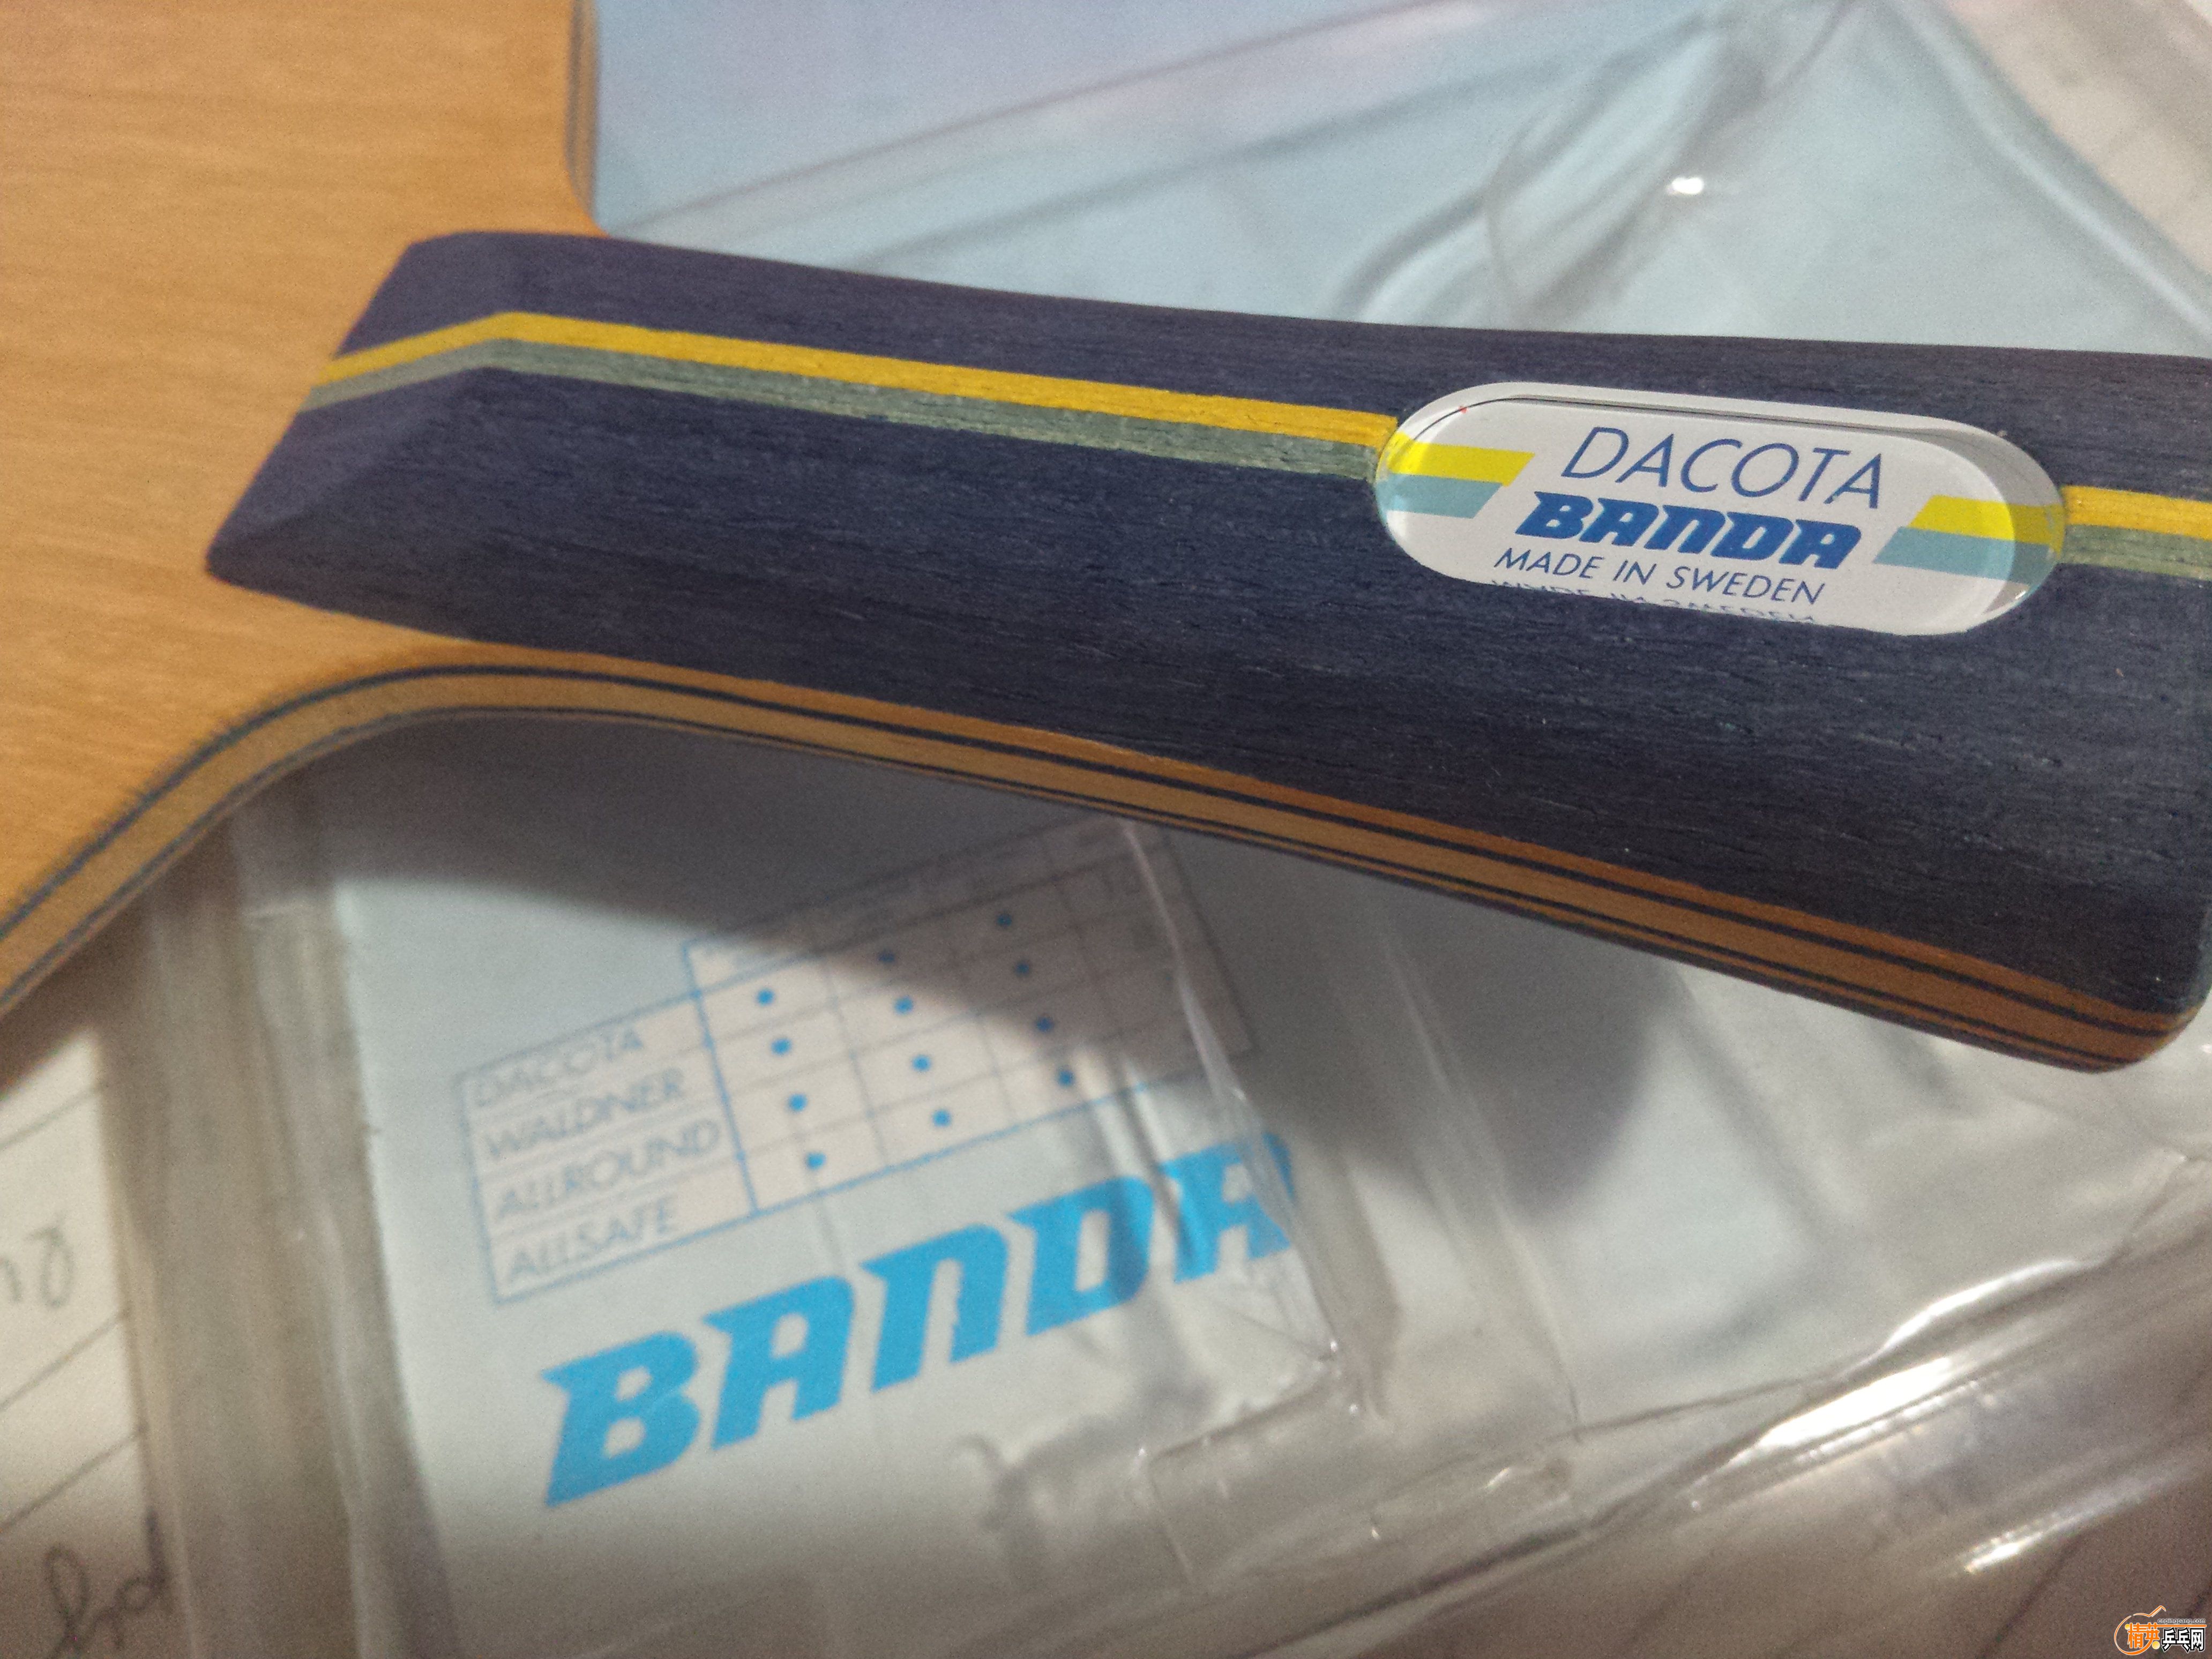 DACOTA
BANDA
MADE IN SWEDEN
DACOTA
WALDNER
ALLROUND
ALLSAFE
BANDA
精英乒乓网